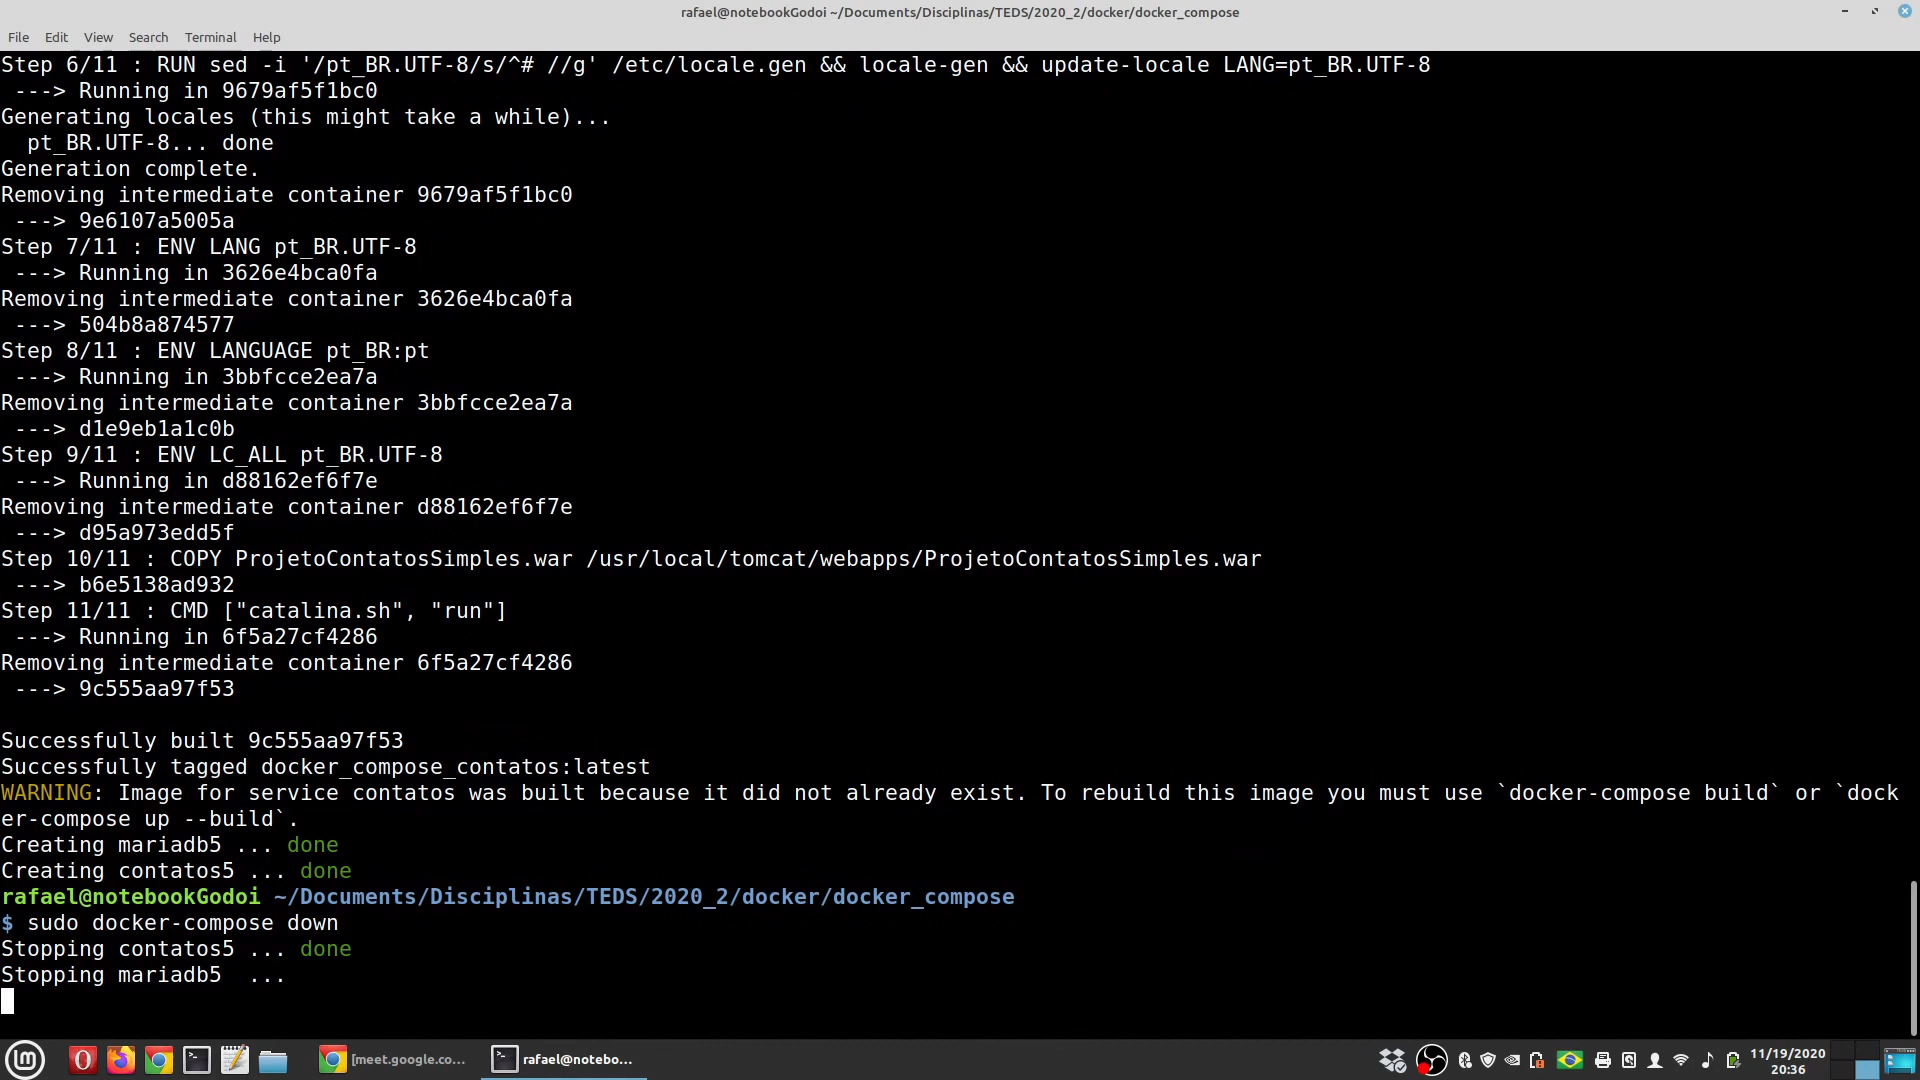 rafael@notebookGodoi ~/Documents/Disciplinas/TEDS/2020_2/docker/docker_compose
File Edit View Search Terminal Help
Step 6/11 : RUN sed -i '/pt_BR.UTF-8/s/^# //g' /etc/locale.gen && locale-gen && update-locale LANG=pt_BR.UTF-8
 ---> Running in 9679af5f1bc0
Generating locales (this might take a while)...
  pt_BR.UTF-8... done
Generation complete.
Removing intermediate container 9679af5f1bc0
 ---> 9e6107a5005a
Step 7/11 : ENV LANG pt_BR.UTF-8
 ---> Running in 3626e4bca0fa
Removing intermediate container 3626e4bca0fa
 ---> 504b8a874577
Step 8/11 : ENV LANGUAGE pt_BR:pt
 ---> Running in 3bbfcce2ea7a
Removing intermediate container 3bbfcce2ea7a
 ---> d1e9eb1a1c0b
Step 9/11 : ENV LC_ALL pt_BR.UTF-8
 ---> Running in d88162ef6f7e
Removing intermediate container d88162ef6f7e
 ---> d95a973edd5f
Step 10/11 : COPY ProjetoContatosSimples.war /usr/local/tomcat/webapps/ProjetoContatosSimples.war
 ---> b6e5138ad932
Step 11/11 : CMD ["catalina.sh", "run"]
 ---> Running in 6f5a27cf4286
Removing intermediate container 6f5a27cf4286
 ---> 9c555aa97f53
Successfully built 9c555aa97f53
Successfully tagged docker_compose_contatos:latest
WARNING: Image for service contatos was built because it did not already exist. To rebuild this image you must use `docker-compose build` or `dock
er-compose up --build`.
Creating mariadb5 ... done
Creating contatos5 ... done
rafael@notebookGodoi ~/Documents/Disciplinas/TEDS/2020_2/docker/docker_compose
$ sudo docker-compose down
Stopping contatos5 ... done
Stopping mariadb5  ...
[meet.google.co... rafael@notebo... 11/19/2020
20:36